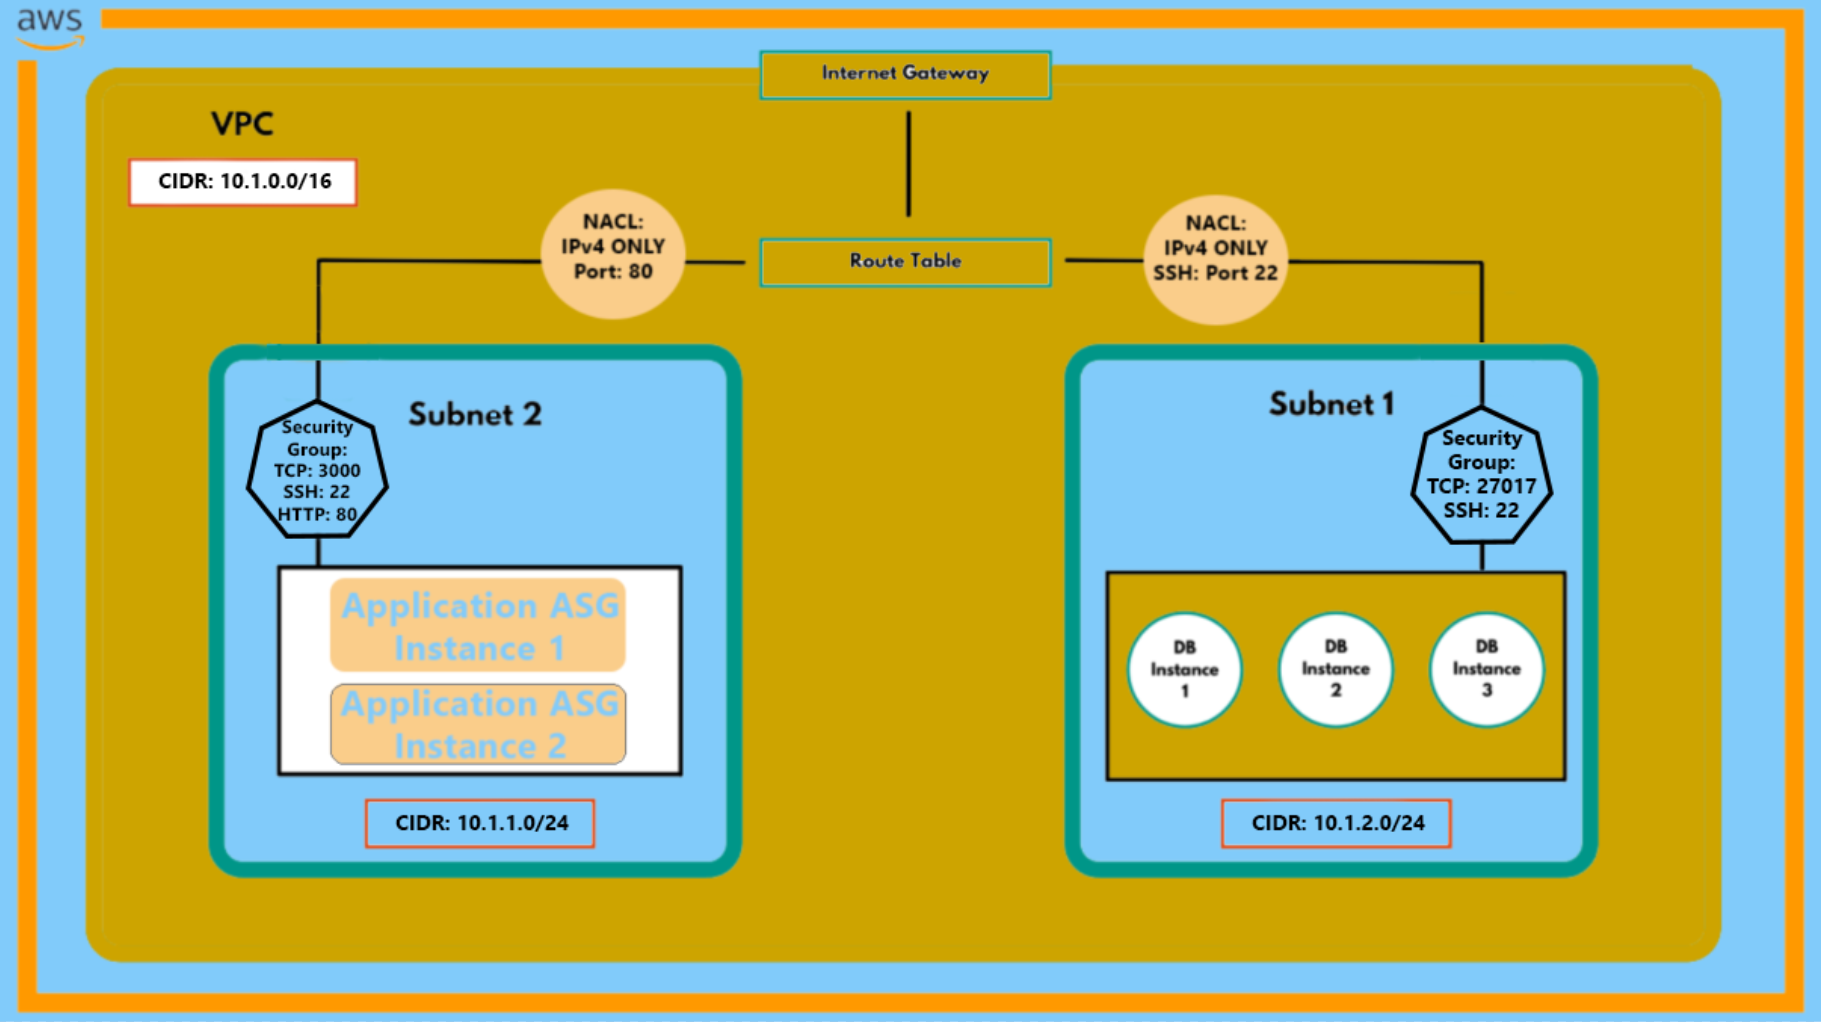 aws
Internet Gateway
VPC
CIDR: 10.1.0.0/16
NACL:
IPv4 ONLY
Port: 80
Route Table
NACL:
IPv4 ONLY
SSH: Port 22
Subnet 2
Security
Group:
TCP: 3000
SSH: 22
HTTP: 80
Application ASG
Instance 1
Application ASG
Instance 2
CIDR: 10.1.1.0/24
Subnet 1
Security
Group:
TCP: 27017
SSH: 22
DB
Instance
1
DB
Instance
2
DB
Instance
3
CIDR: 10.1.2.0/24